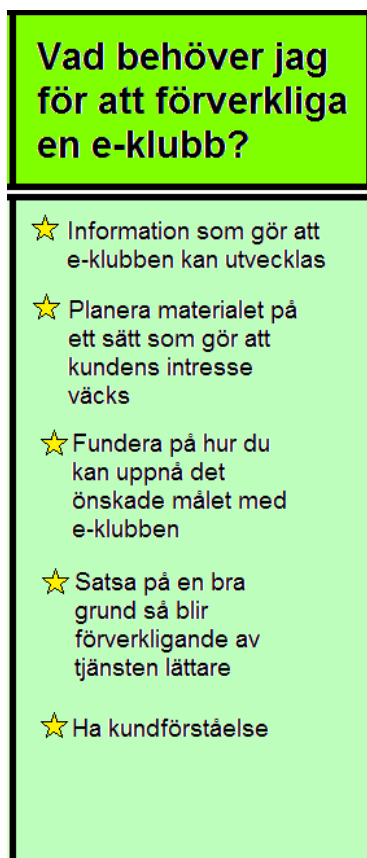 Vad behöver jag
för att förverkliga
en e-klubb?
Information som gör att
e-klubben kan utvecklas
Planera materialet på
ett sätt som gör att
kundens intresse
väcks
Fundera på hur du
kan uppnå det
önskade målet med
e-klubben
Satsa på en bra
grund så blir
förverkligande av
tjänsten lättare
Ha kundförståelse